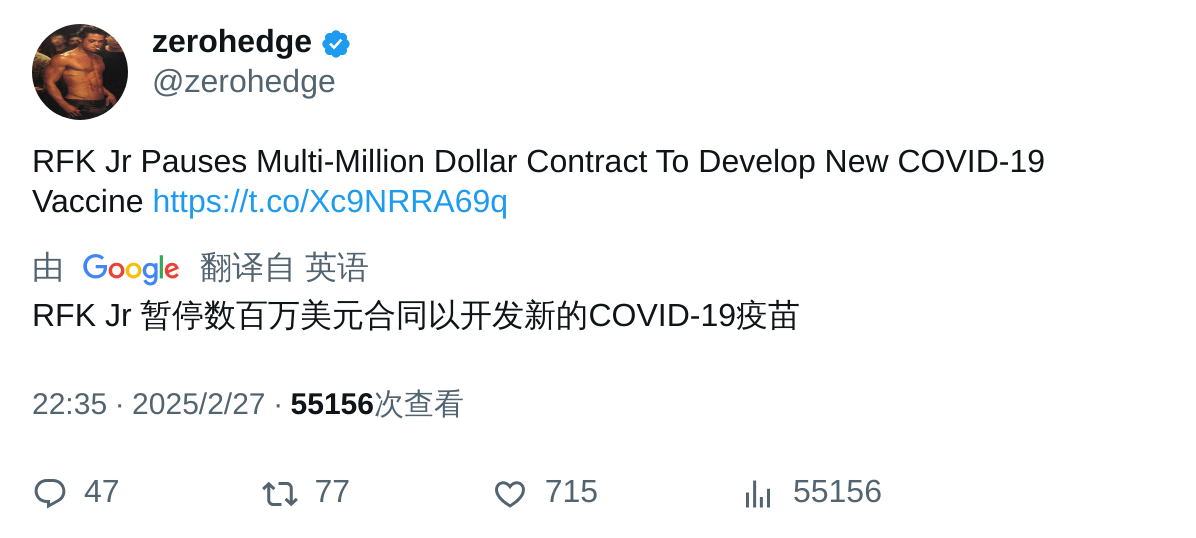 zerohedge
@zerohedge
RFK Jr Pauses Multi-Million Dollar Contract To Develop New COVID-19
Vaccine https://t.co/Xc9NRRA69q
由 Google 翻译自 英语
RFK Jr 暂停数百万美元合同以开发新的COVID-19疫苗
22:35 · 2025/2/27 · 55156次查看
47 77 715 55156